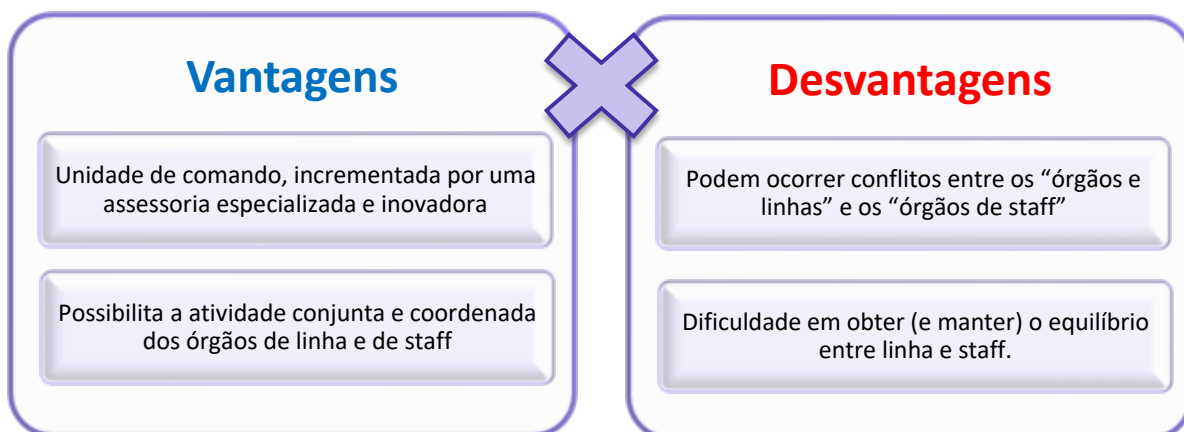 Vantagens
Unidade de comando, incrementada por uma
assessoria especializada e inovadora
Possibilita a atividade conjunta e coordenada
dos órgãos de linha e de staff
Desvantagens
Podem ocorrer conflitos entre os “órgãos e
linhas” e os “órgãos de staff”
Dificuldade em obter (e manter) o equilíbrio
entre linha e staff.